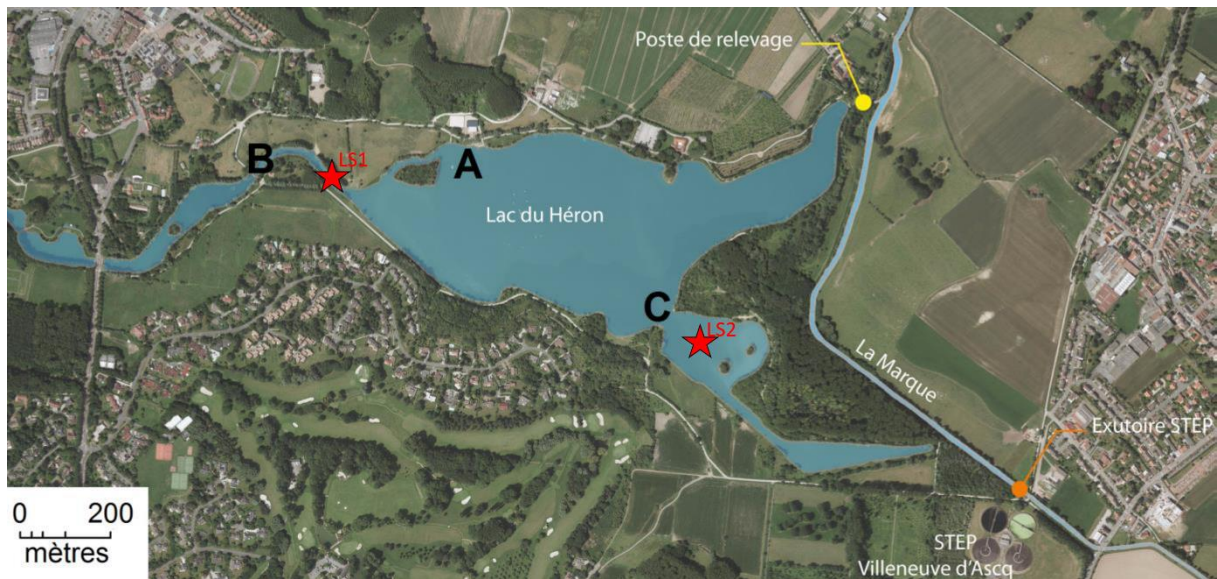 Poste de relevage
B
LS1
A
Lac du Héron
C
LS2
La Marque
Exutoire STEP
0 200
mètres
STEP
Villeneuve d'Ascq